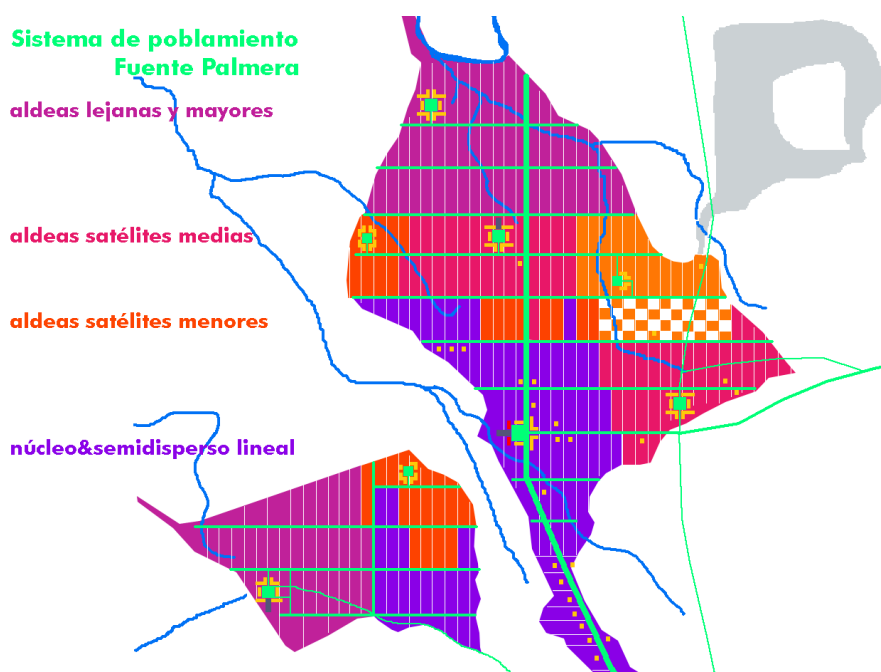 Sistema de poblamiento
Fuente Palmera
aldeas lejanas y mayores
aldeas satélites medias
aldeas satélites menores
núcleo&semidisperso lineal